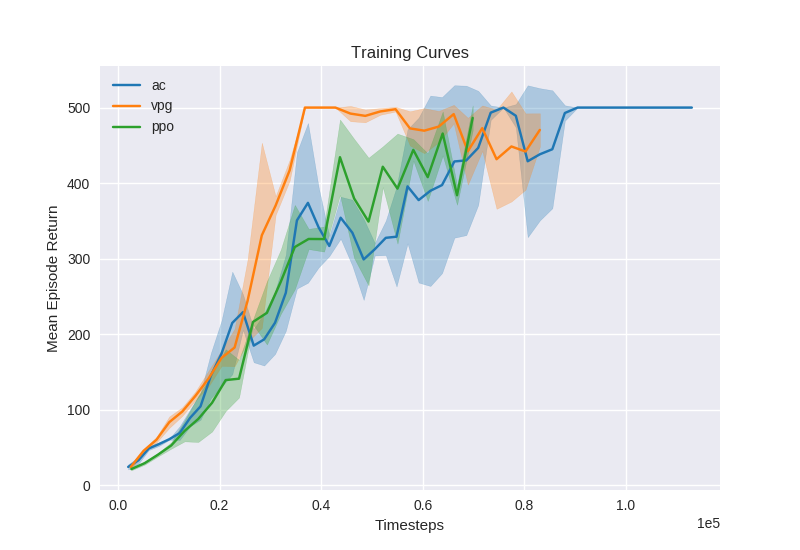 Training Curves
ac
vpg
ppo
500
400
300
200
100
0
Mean Episode Return
0.0 0.2 0.4 0.6 0.8 1.0
1e5
Timesteps